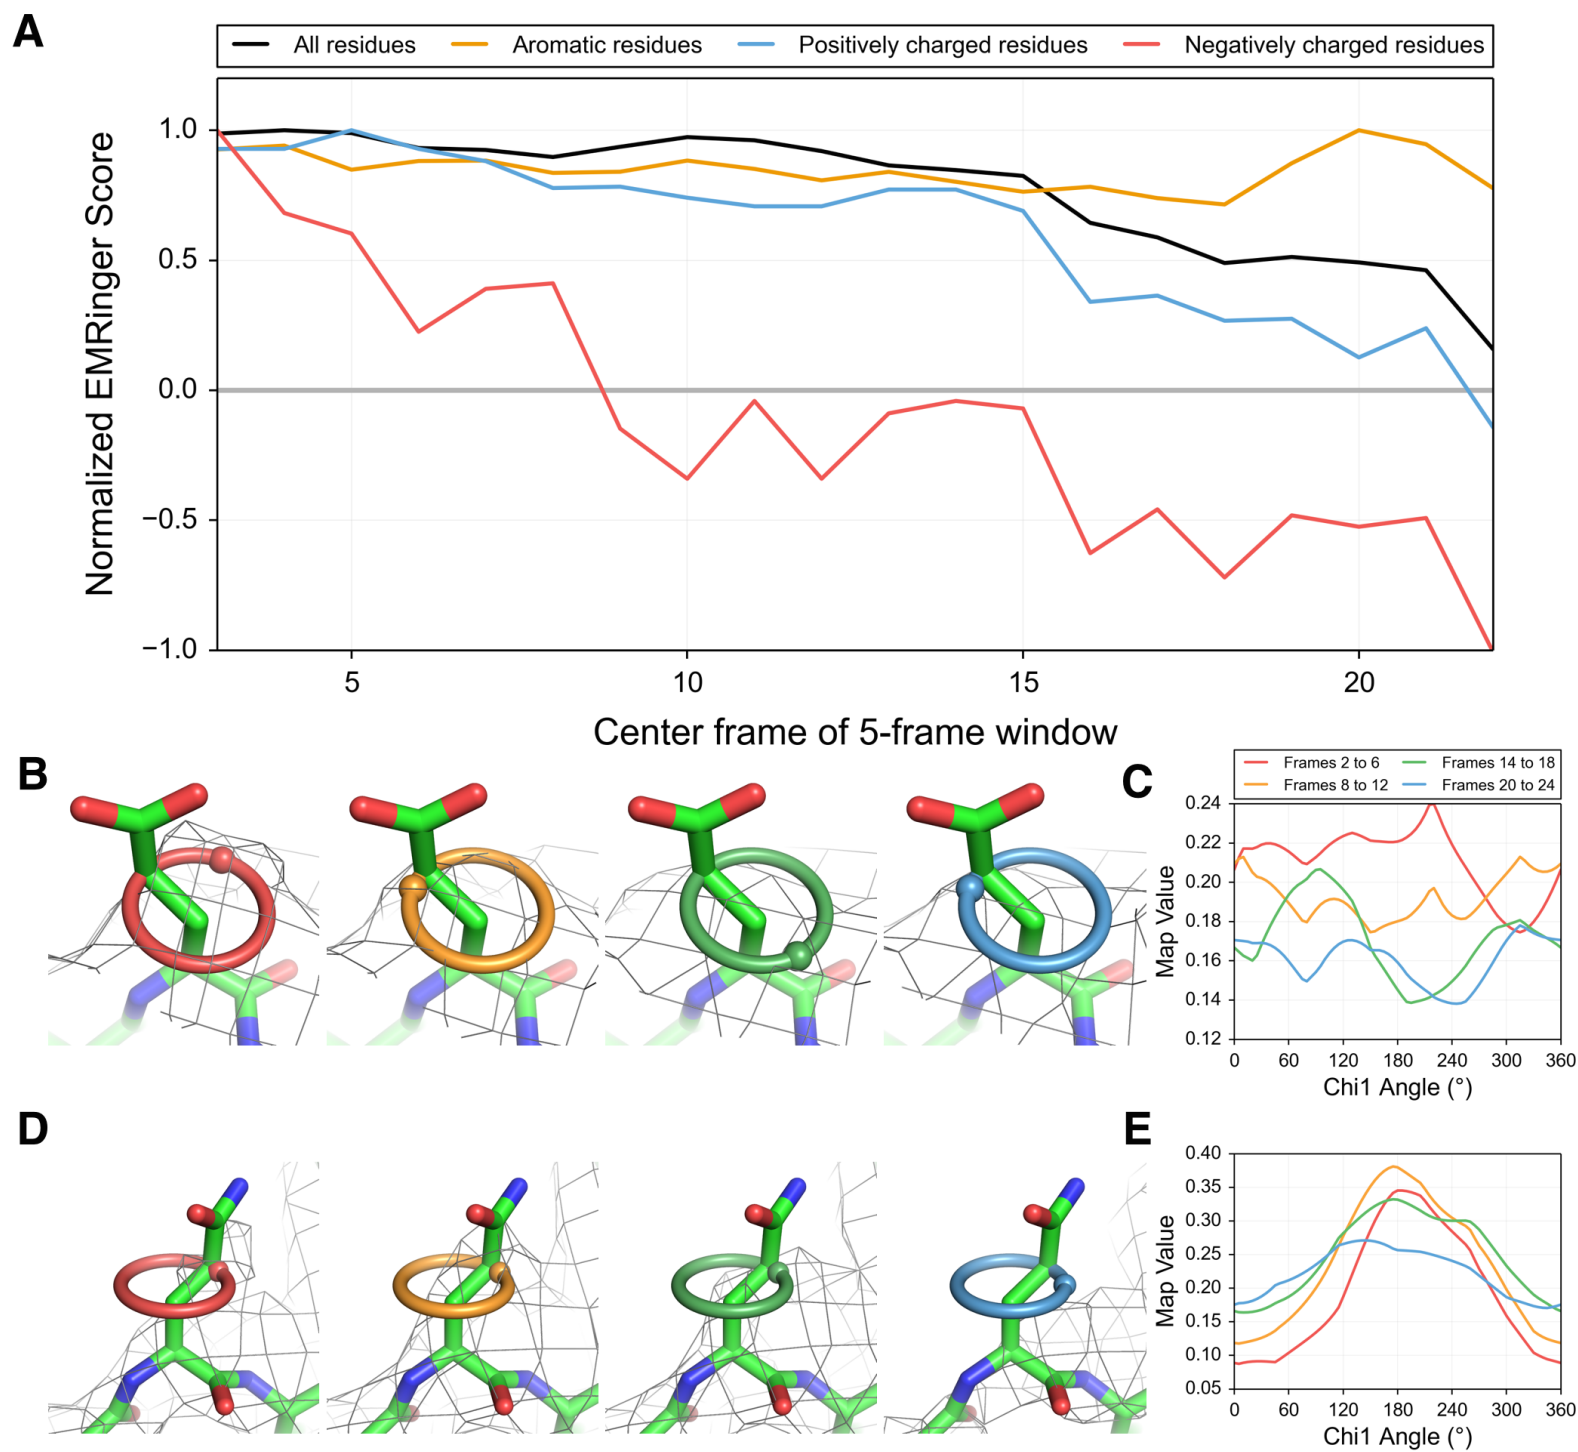 A
All residues Aromatic residues Positively charged residues Negatively charged residues
Normalized EMRinger Score
1.0
0.5
0.0
−0.5
−1.0
5 10 15 20
Center frame of 5-frame window
B
C
Frames 2 to 6 Frames 14 to 18
Frames 8 to 12 Frames 20 to 24
Map Value
0.24
0.22
0.20
0.18
0.16
0.14
0.12
0 60 120 180 240 300 360
Chi1 Angle (°)
D
E
Map Value
0.40
0.35
0.30
0.25
0.20
0.15
0.10
0.05
0 60 120 180 240 300 360
Chi1 Angle (°)